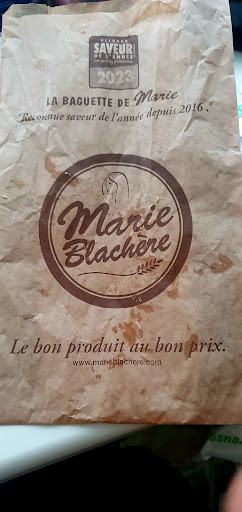 RECONNU
SAVEUR
DE L'ANNÉE
2023
LA BAGUETTE DE Marie
"Reconnue saveur de l'année depuis 2016."
Marie
Blachère
Le bon produit au bon prix.
www.marieblachere.com